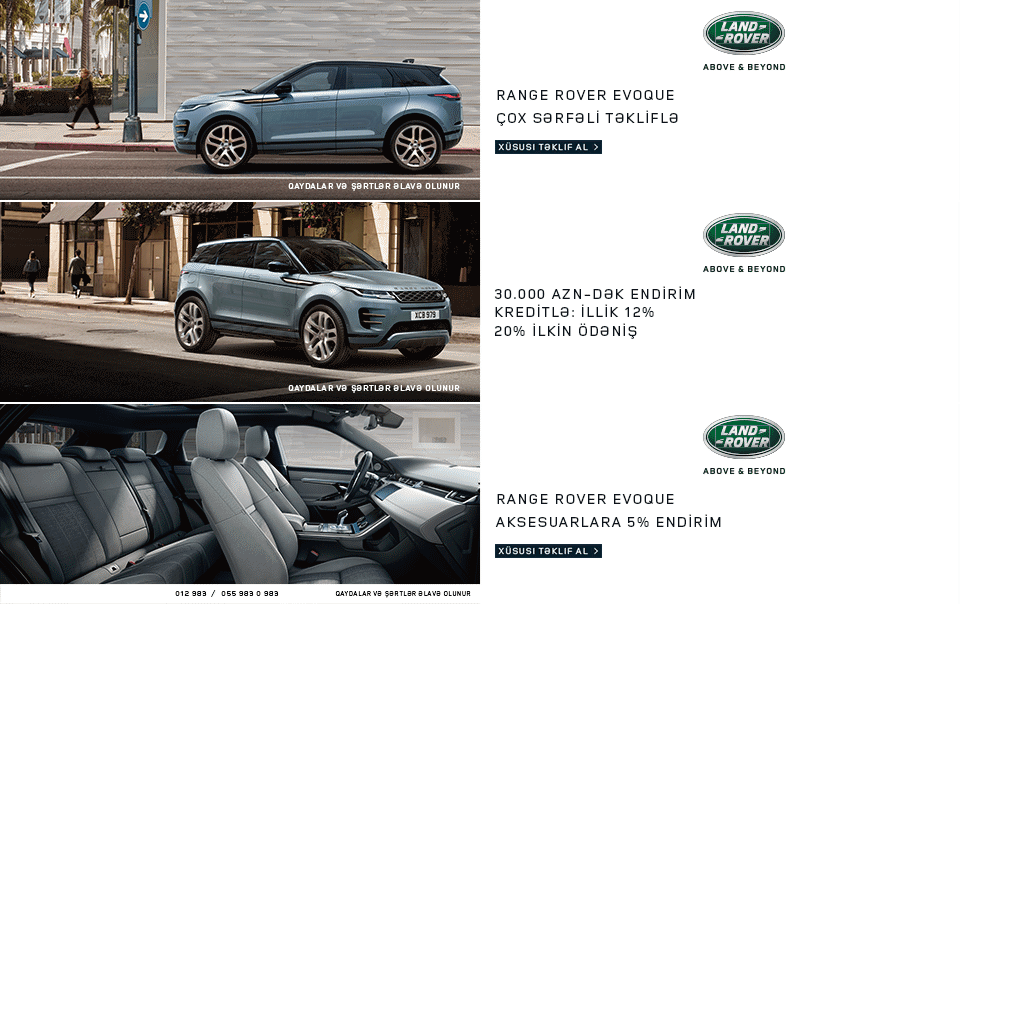 LAND
ROVER
ABOVE & BEYOND
RANGE ROVER EVOQUE
ÇOX SƏRFƏLİ TƏKLİFLƏ
XÜSUSI TƏKLIF AL >
QAYDALAR VƏ ŞƏRTLƏR ƏLAVƏ OLUNUR
LAND
ROVER
ABOVE & BEYOND
30.000 AZN-DƏK ENDİRİM
KREDİTLƏ: İLLİK 12%
20% İLKİN ÖDƏNİŞ
XCB 979
QAYDALAR VƏ ŞƏRTLƏR ƏLAVƏ OLUNUR
LAND
ROVER
ABOVE & BEYOND
RANGE ROVER EVOQUE
AKSESUARLARA 5% ENDİRİM
XÜSUSI TƏKLIF AL >
012 983 / 055 983 0 983
QAYDALAR VƏ ŞƏRTLƏR ƏLAVƏ OLUNUR